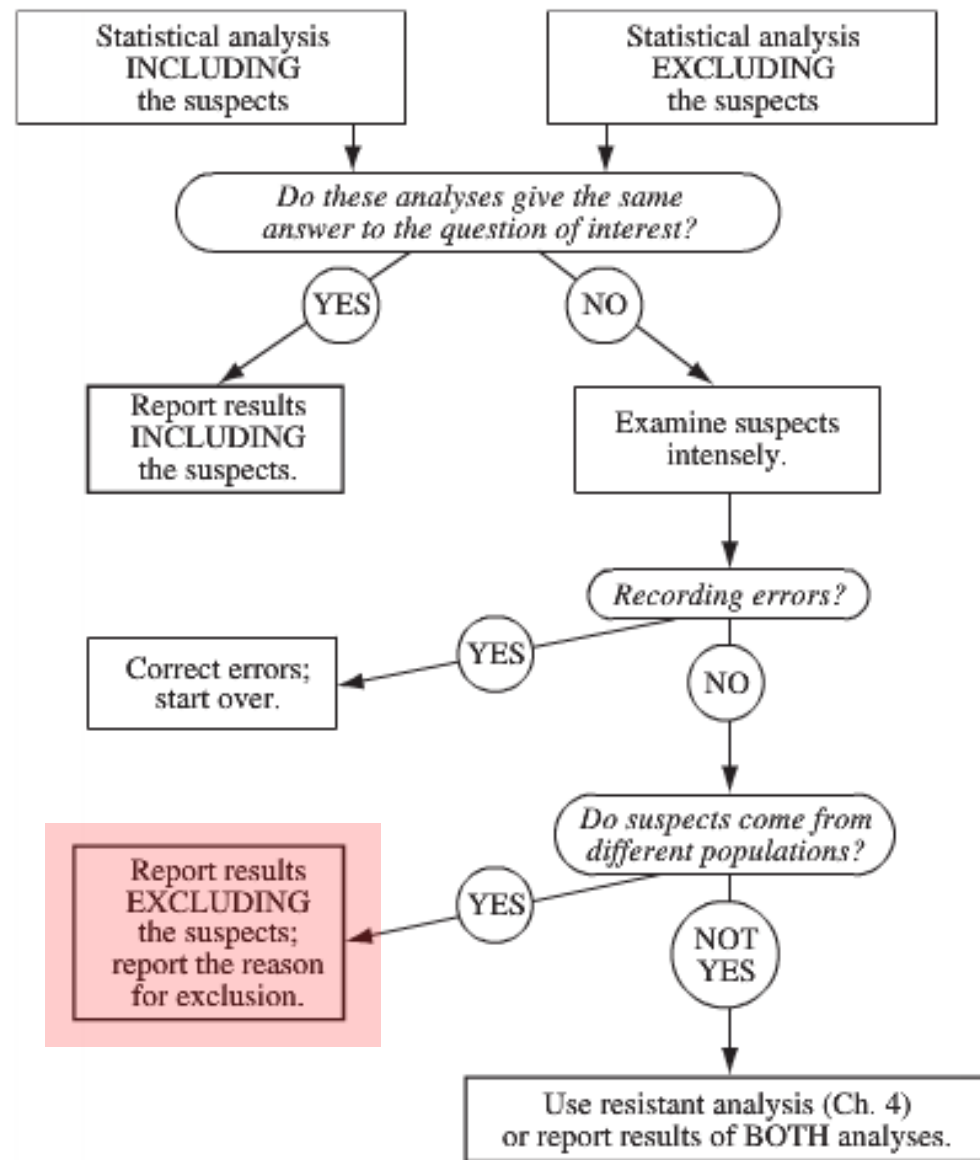 Statistical analysis
INCLUDING
the suspects
Statistical analysis
EXCLUDING
the suspects
Do these analyses give the same
answer to the question of interest?
YES
NO
Report results
INCLUDING
the suspects.
Examine suspects
intensely.
Recording errors?
YES
NO
Correct errors;
start over.
Do suspects come from
different populations?
YES
NOT
YES
Report results
EXCLUDING
the suspects;
report the reason
for exclusion.
Use resistant analysis (Ch. 4)
or report results of BOTH analyses.